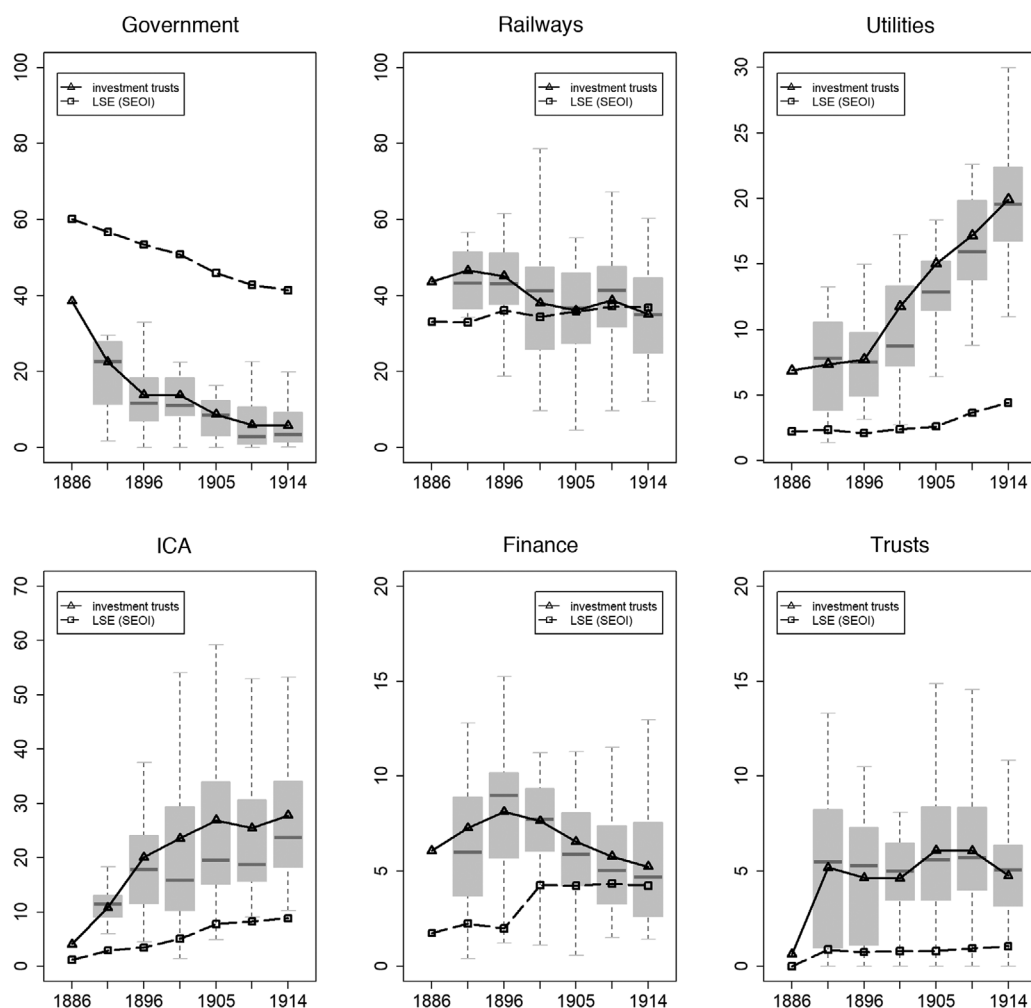 Government
100
80
60
40
20
0
investment trusts
LSE (SEOI)
1886 1896 1905 1914
Railways
100
80
60
40
20
0
investment trusts
LSE (SEOI)
1886 1896 1905 1914
Utilities
30
25
20
15
10
5
0
investment trusts
LSE (SEOI)
1886 1896 1905 1914
ICA
70
60
50
40
30
20
10
0
investment trusts
LSE (SEOI)
1886 1896 1905 1914
Finance
20
15
10
5
0
investment trusts
LSE (SEOI)
1886 1896 1905 1914
Trusts
20
15
10
5
0
investment trusts
LSE (SEOI)
1886 1896 1905 1914